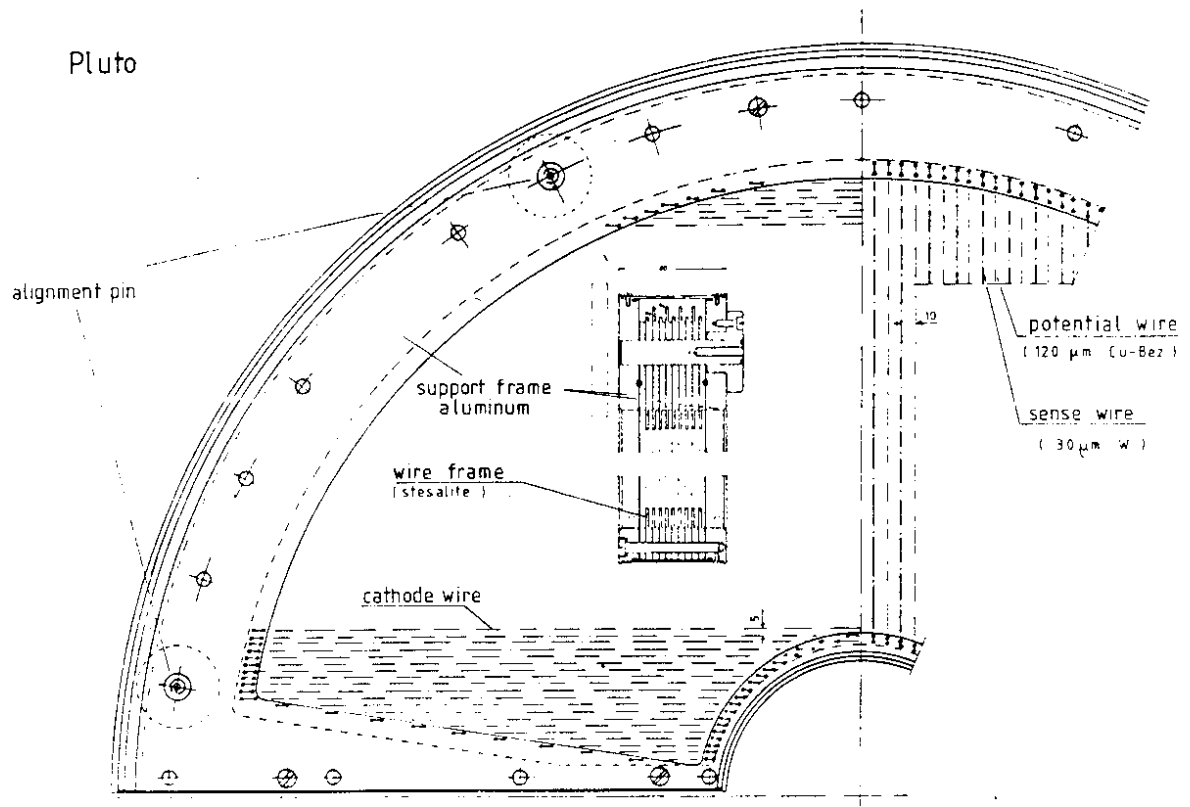 Pluto
alignment pin
support frame
aluminum
wire frame
( stesalite )
cathode wire
5
10
potential wire
( 120 µm Cu-Bez )
sense wire
( 30 µm W )